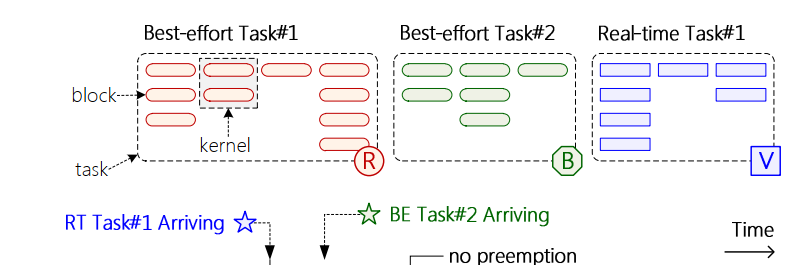 Best-effort Task#1 Best-effort Task#2 Real-time Task#1
block
kernel
task
R B V
RT Task#1 Arriving BE Task#2 Arriving
Time
no preemption